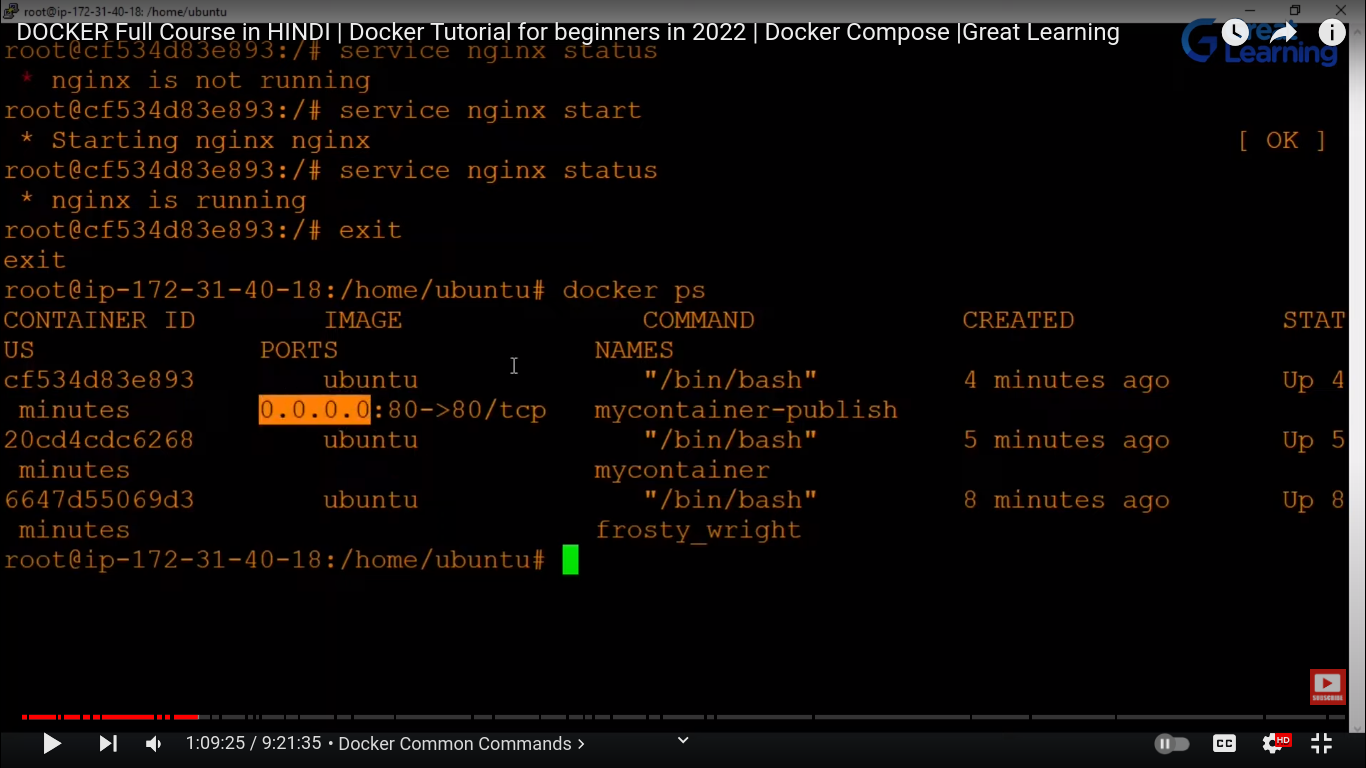 root@ip-172-31-40-18: /home/ubuntu
DOCKER Full Course in HINDI | Docker Tutorial for beginners in 2022 | Docker Compose |Great Learning
Great Learning
root@cf534d83e893:/# service nginx status
* nginx is not running
root@cf534d83e893:/# service nginx start
* Starting nginx nginx [ OK ]
root@cf534d83e893:/# service nginx status
* nginx is running
root@cf534d83e893:/# exit
exit
root@ip-172-31-40-18:/home/ubuntu# docker ps
CONTAINER ID IMAGE COMMAND CREATED STAT
US PORTS NAMES
cf534d83e893 ubuntu "/bin/bash" 4 minutes ago Up 4
minutes 0.0.0.0:80->80/tcp mycontainer-publish
20cd4cdc6268 ubuntu "/bin/bash" 5 minutes ago Up 5
minutes mycontainer
6647d55069d3 ubuntu "/bin/bash" 8 minutes ago Up 8
minutes frosty_wright
root@ip-172-31-40-18:/home/ubuntu#
SUBSCRIBE
1:09:25 / 9:21:35 • Docker Common Commands >
CC
HD